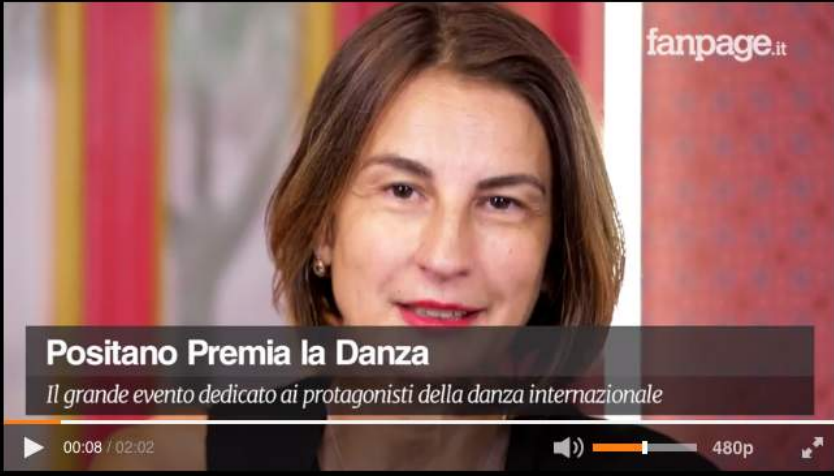 fanpage.it
Positano Premia la Danza
Il grande evento dedicato ai protagonisti della danza internazionale
00:08 / 02:02
480p